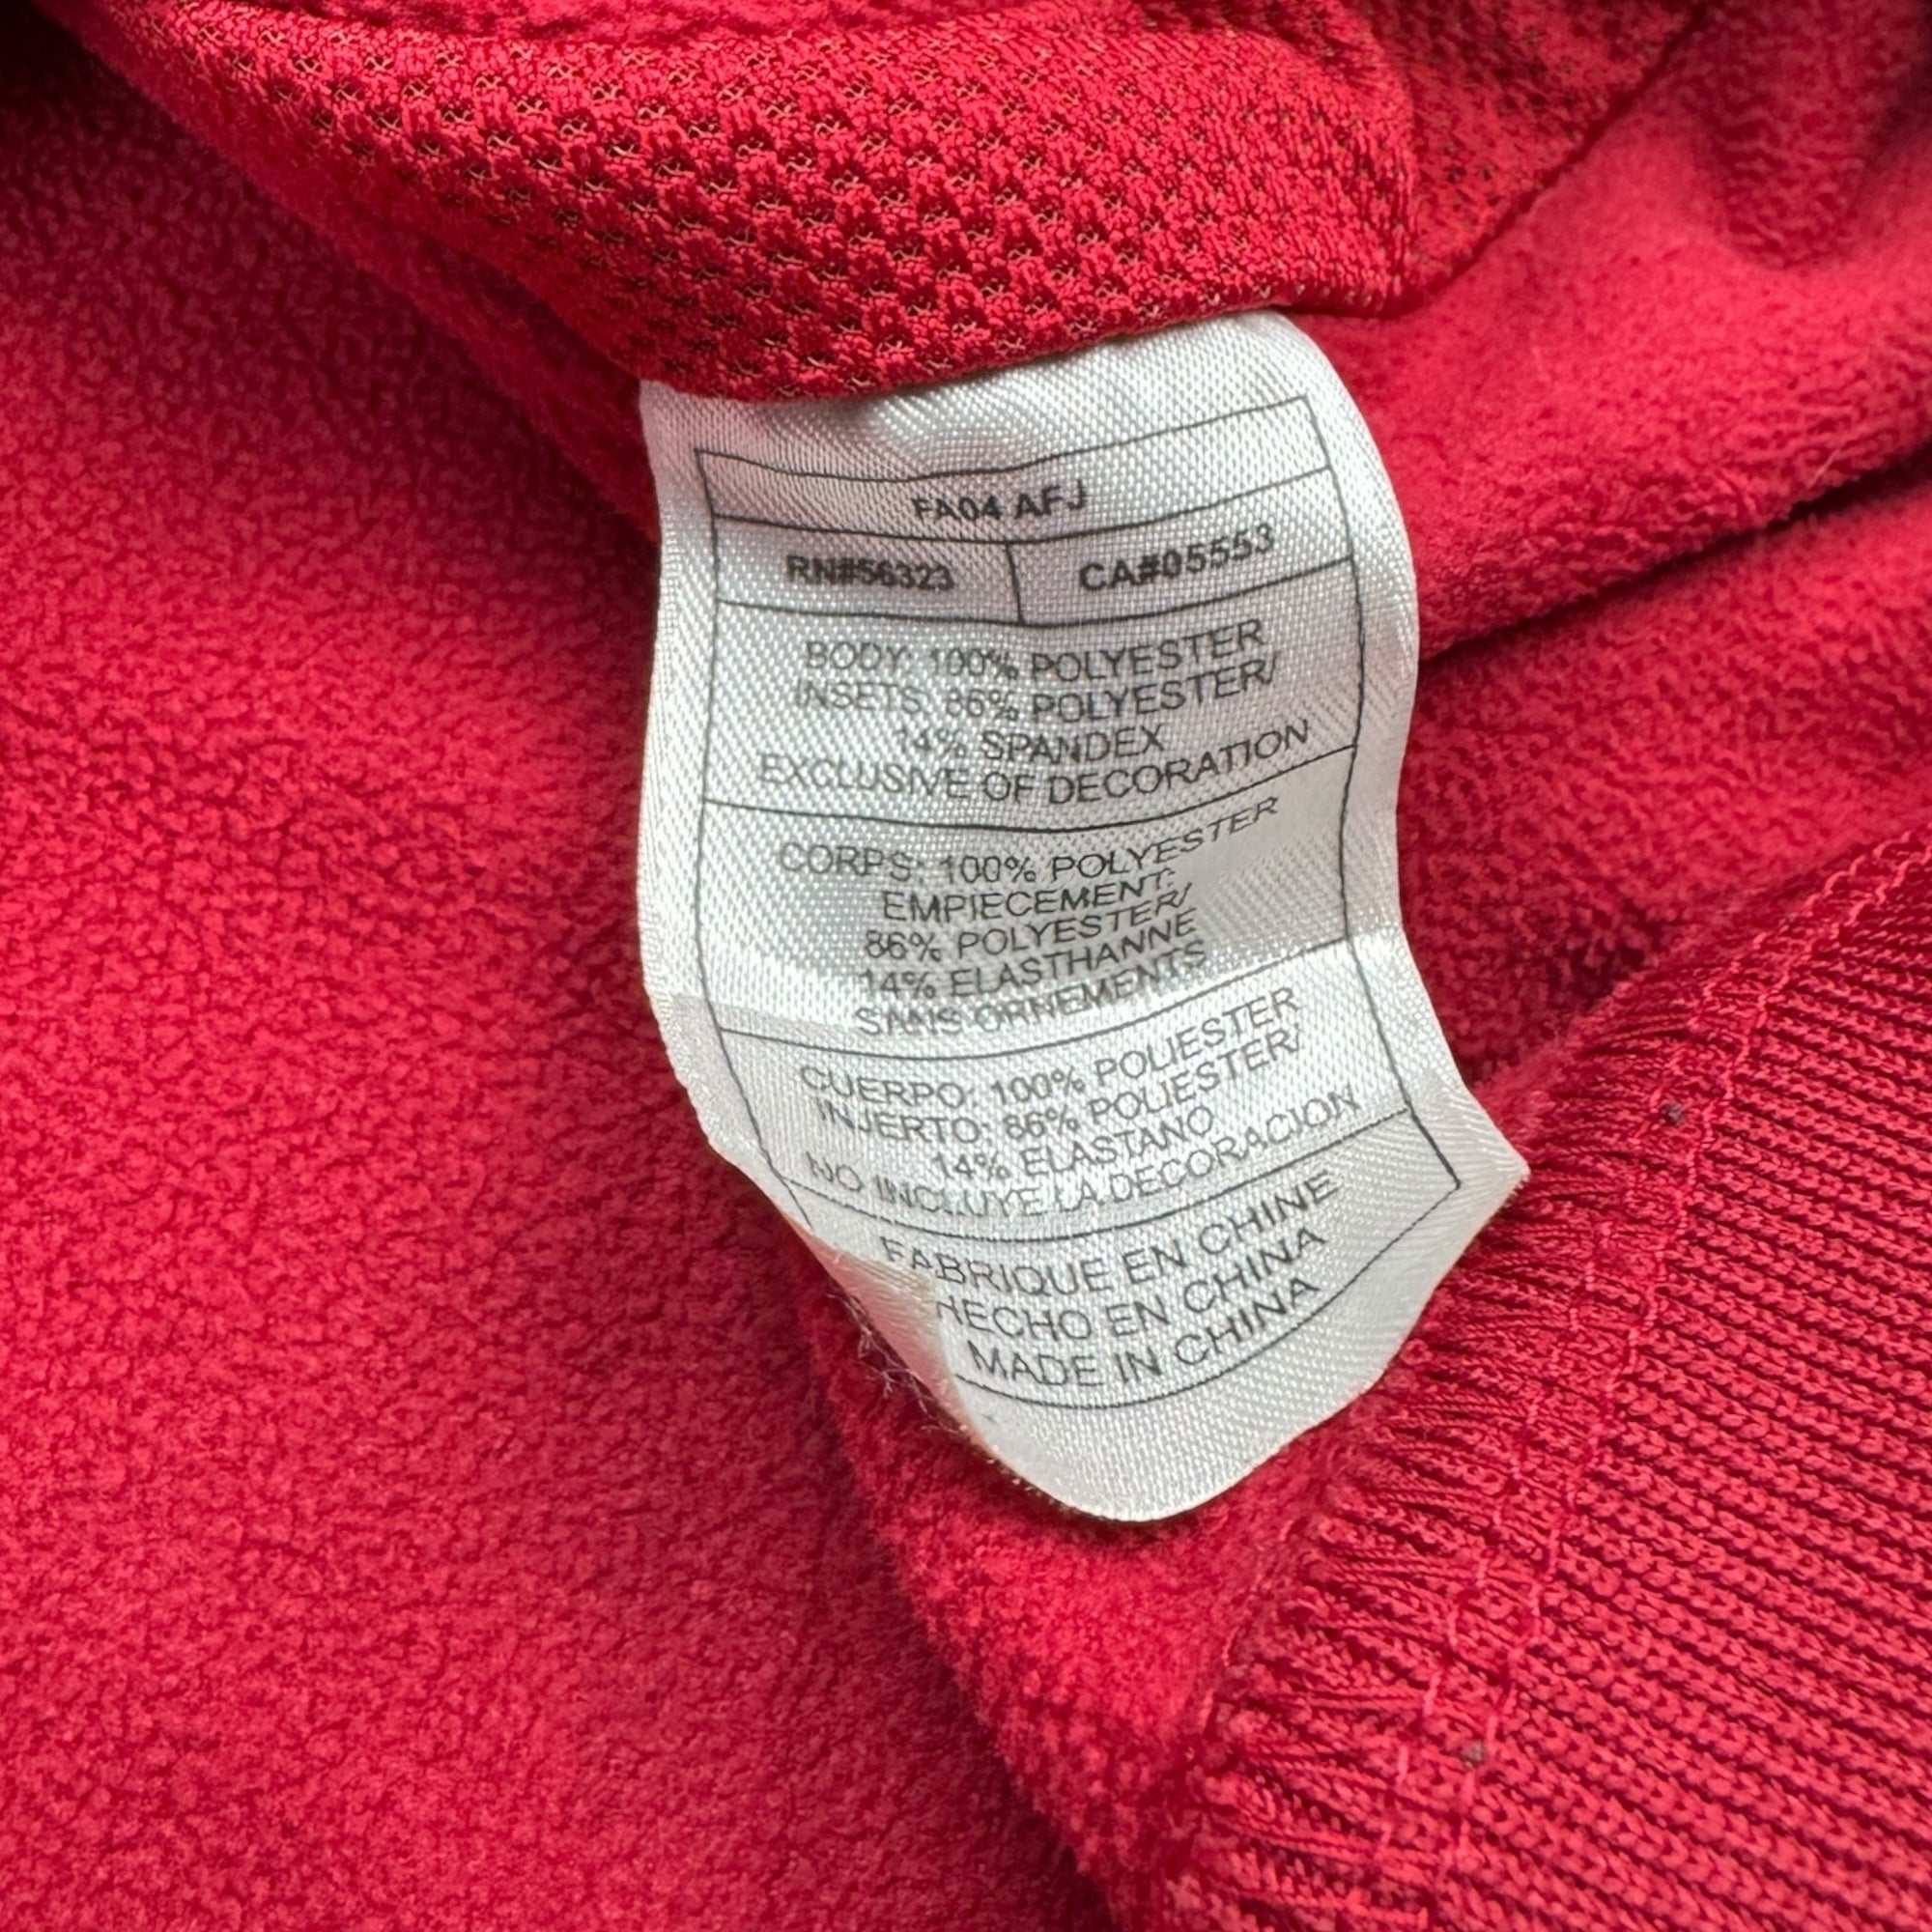 FA04 AFJ
RN#56323 CA#05553
BODY: 100% POLYESTER
INSETS: 86% POLYESTER/
14% SPANDEX
EXCLUSIVE OF DECORATION
CORPS: 100% POLYESTER
EMPIECEMENT:
86% POLYESTER/
14% ELASTHANNE
SANS ORNEMENTS
CUERPO: 100% POLIESTER
INJERTO: 86% POLIESTER/
14% ELASTANO
NO INCLUYE LA DECORACION
FABRIQUE EN CHINE
HECHO EN CHINA
MADE IN CHINA